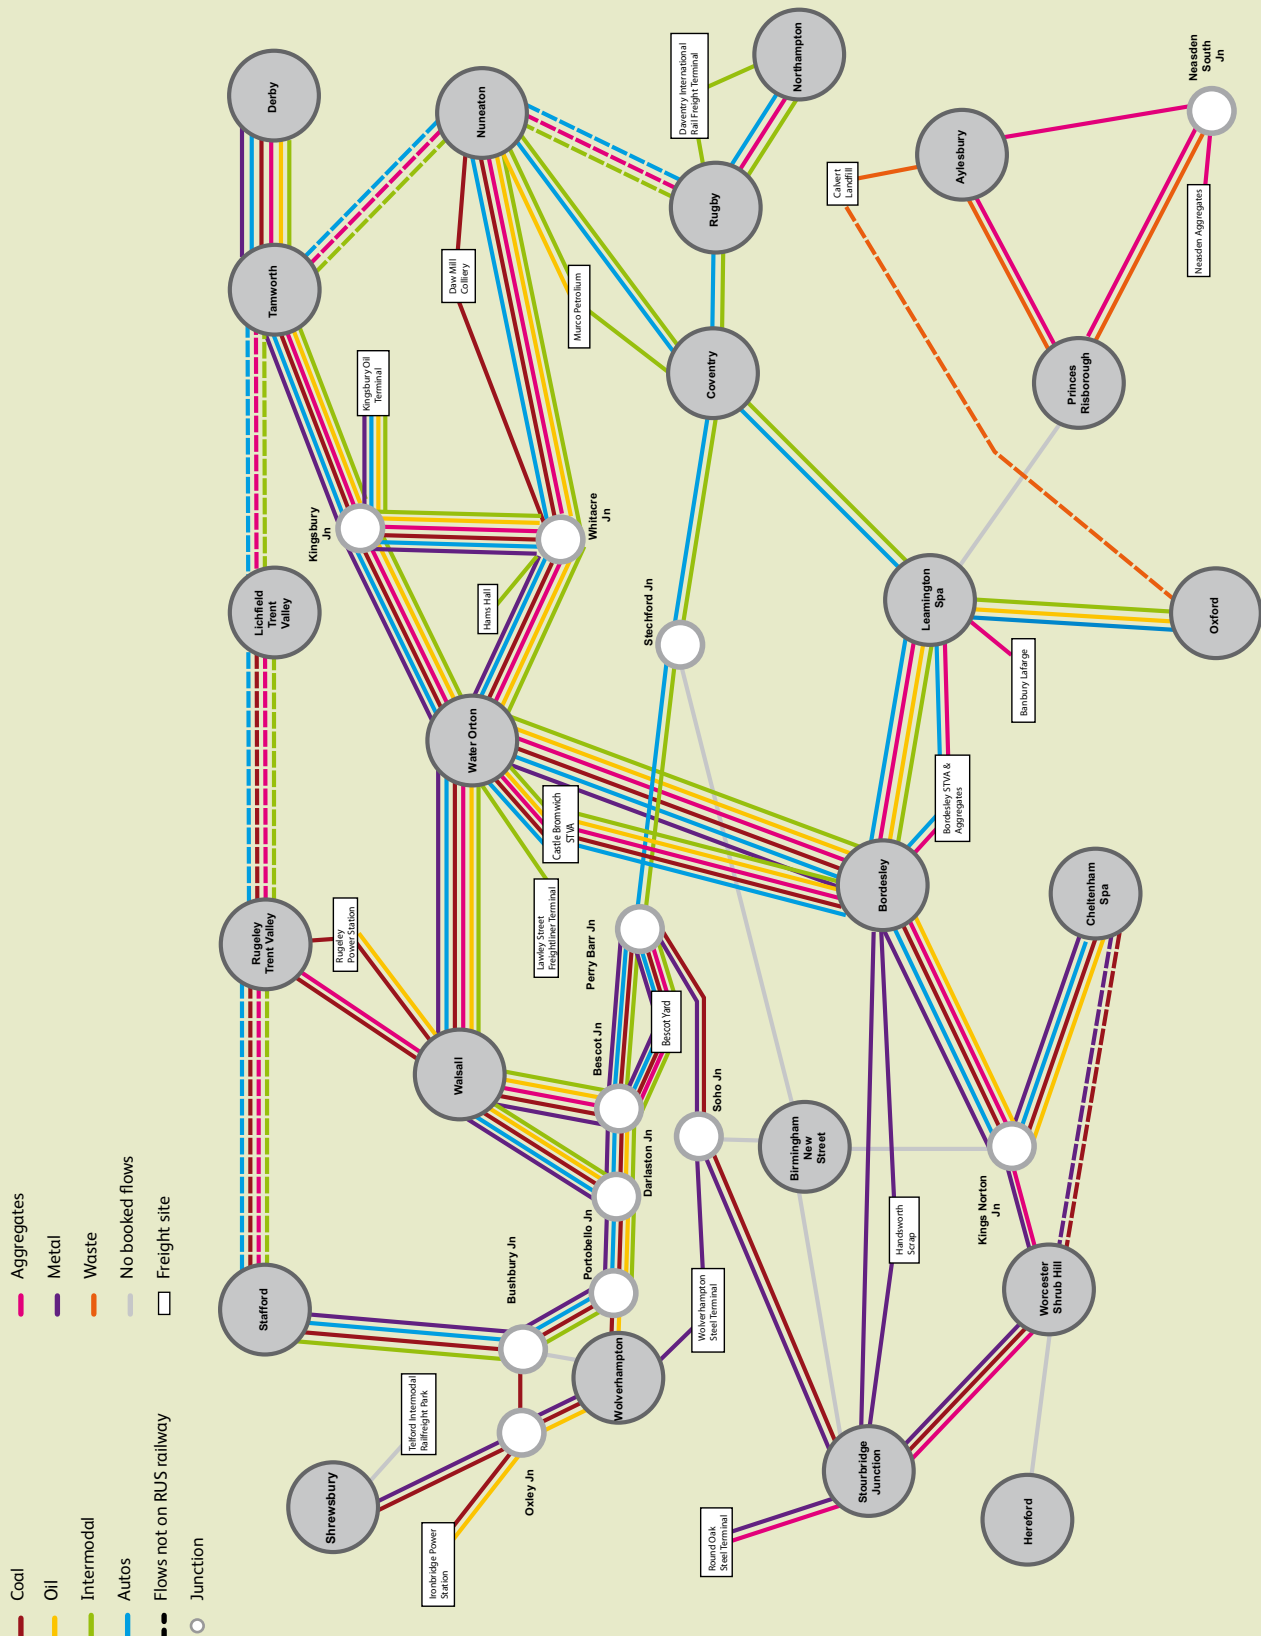 Coal
Oil
Intermodal
Autos
Flows not on RUS railway
Junction
Aggregates
Metal
Waste
No booked flows
Freight site
Shrewsbury
Ironbridge Power
Station
Telford Intermodal
Railfreight Park
Oxley Jn
Bushbury Jn
Stafford
Wolverhampton
Portobello Jn
Darlaston Jn
Wolverhampton
Steel Terminal
Round Oak
Steel Terminal
Stourbridge
Junction
Hereford
Worcester
Shrub Hill
Handsworth
Scrap
Kings Norton
Jn
Birmingham
New
Street
Soho Jn
Bescot Jn
Bescot Yard
Perry Barr Jn
Walsall
Rugeley
Trent Valley
Rugeley
Power Station
Lawley Street
Freightliner Terminal
Castle Bromwich
STVA
Bordesley
Cheltenham
Spa
Bordesley STVA &
Aggregates
Water Orton
Lichfield
Trent
Valley
Hams Hall
Stechford Jn
Kingsbury
Jn
Whitacre
Jn
Kingsbury Oil
Terminal
Leamington
Spa
Banbury Lafarge
Oxford
Tamworth
Daw Mill
Colliery
Murco Petrolium
Coventry
Princes
Risborough
Derby
Nuneaton
Rugby
Daventry International
Rail Freight Terminal
Northampton
Calvert
Landfill
Aylesbury
Neasden Aggregates
Neasden
South
Jn